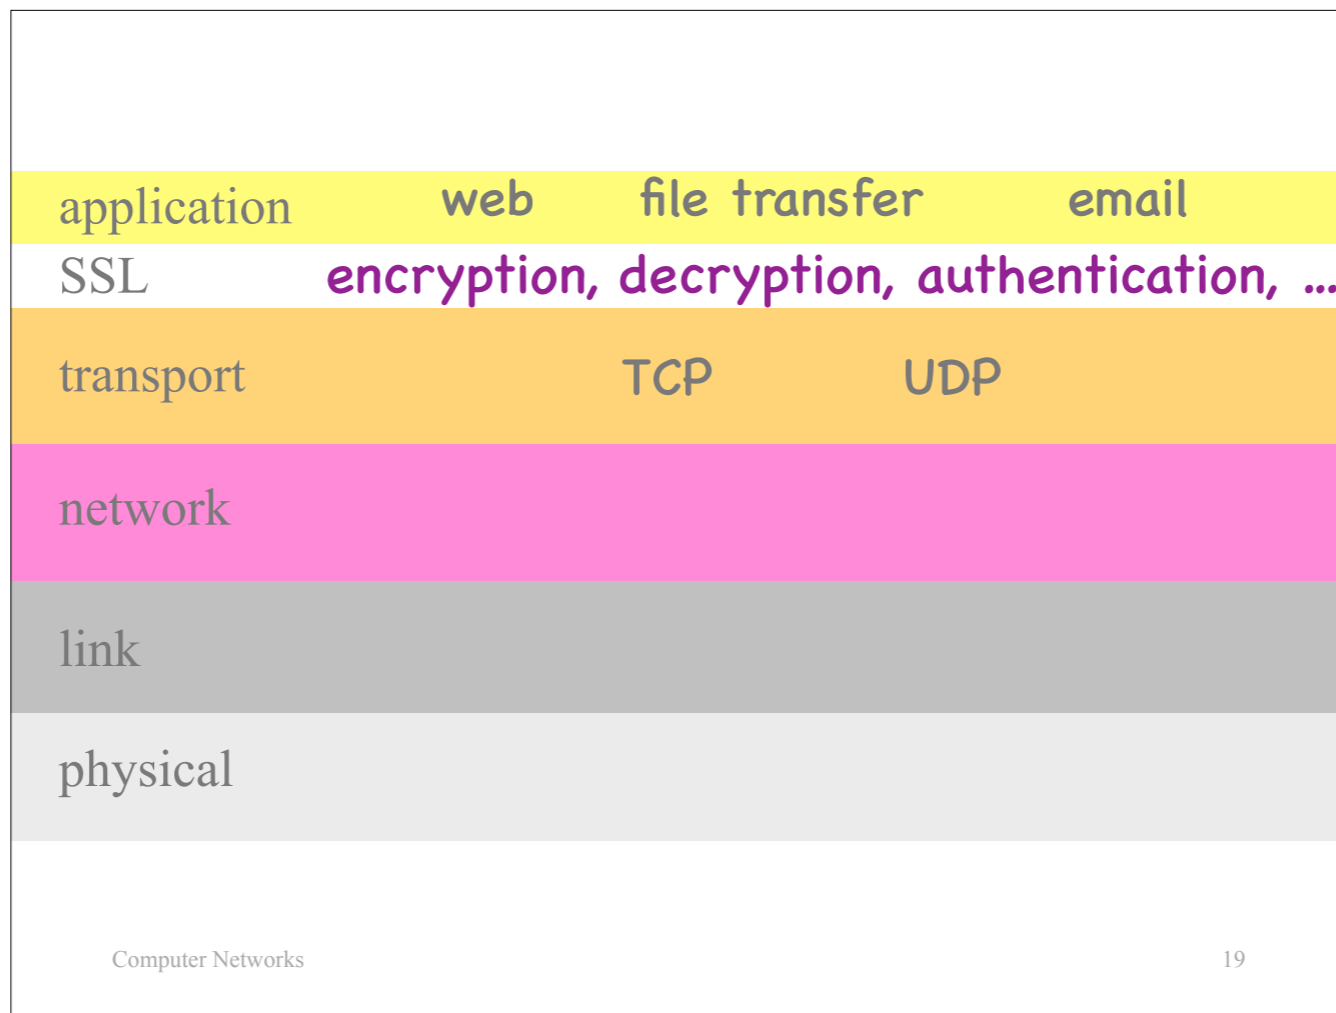 application web file transfer email
SSL encryption, decryption, authentication, ...
transport TCP UDP
network
link
physical
Computer Networks 19